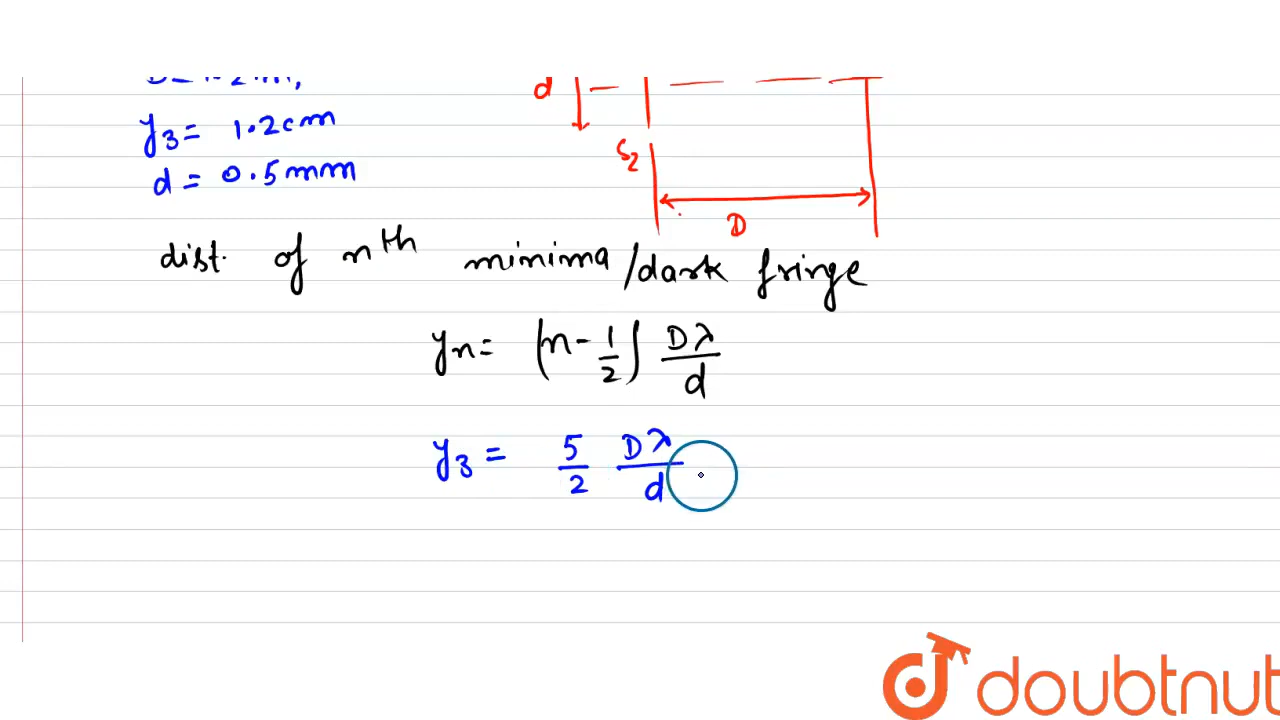 d
y3 = 1.2cm
d = 0.5mm
S2
D
dist. of nth minima/dark fringe
yn = (n - 1/2) Dλ/d
y3 = 5/2 Dλ/d
doubtnut